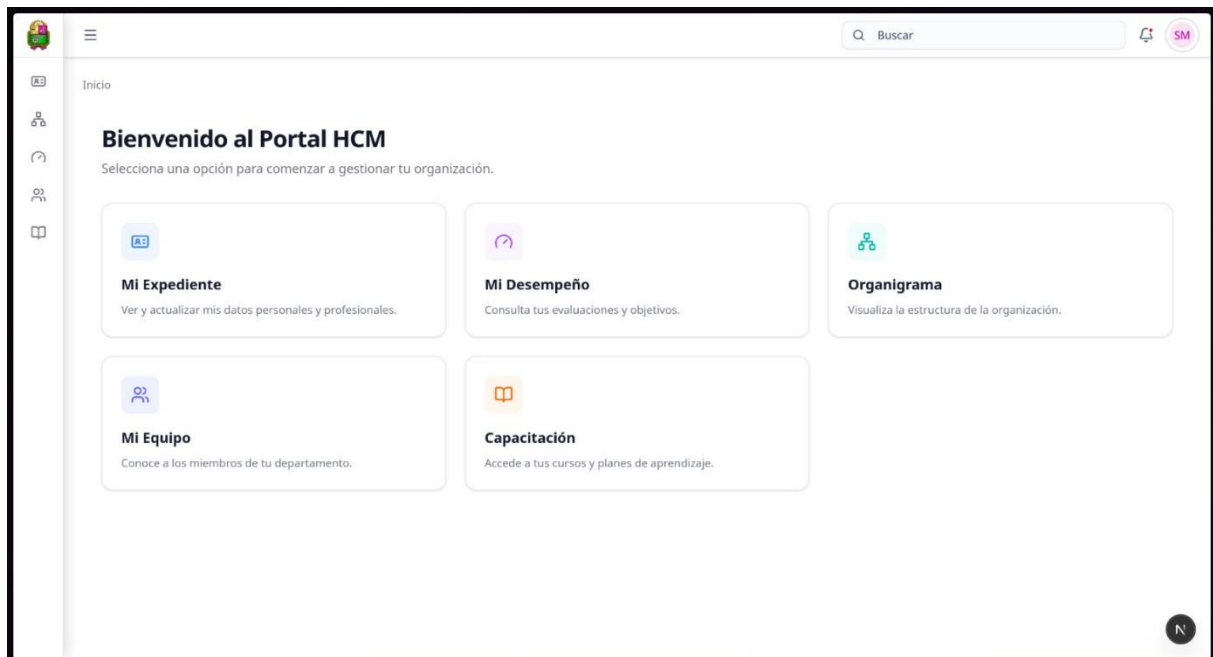 Buscar
SM
Inicio
Bienvenido al Portal HCM
Selecciona una opción para comenzar a gestionar tu organización.
Mi Expediente
Ver y actualizar mis datos personales y profesionales.
Mi Desempeño
Consulta tus evaluaciones y objetivos.
Organigrama
Visualiza la estructura de la organización.
Mi Equipo
Conoce a los miembros de tu departamento.
Capacitación
Accede a tus cursos y planes de aprendizaje.
N